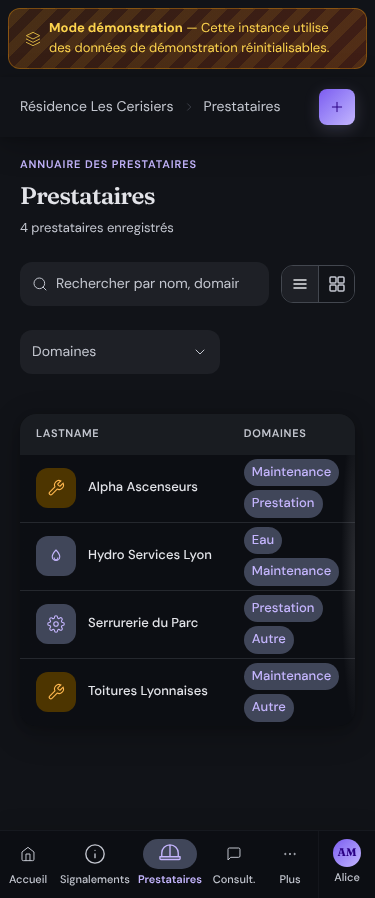 Mode démonstration — Cette instance utilise
des données de démonstration réinitialisables.
Résidence Les Cerisiers > Prestataires
+
ANNUAIRE DES PRESTATAIRES
Prestataires
4 prestataires enregistrés
Rechercher par nom, domair
Domaines
LASTNAME DOMAINES
Alpha Ascenseurs
Maintenance
Prestation
Hydro Services Lyon
Eau
Maintenance
Serrurerie du Parc
Prestation
Autre
Toitures Lyonnaises
Maintenance
Autre
AM
Accueil Signalements Prestataires Consult. Plus Alice